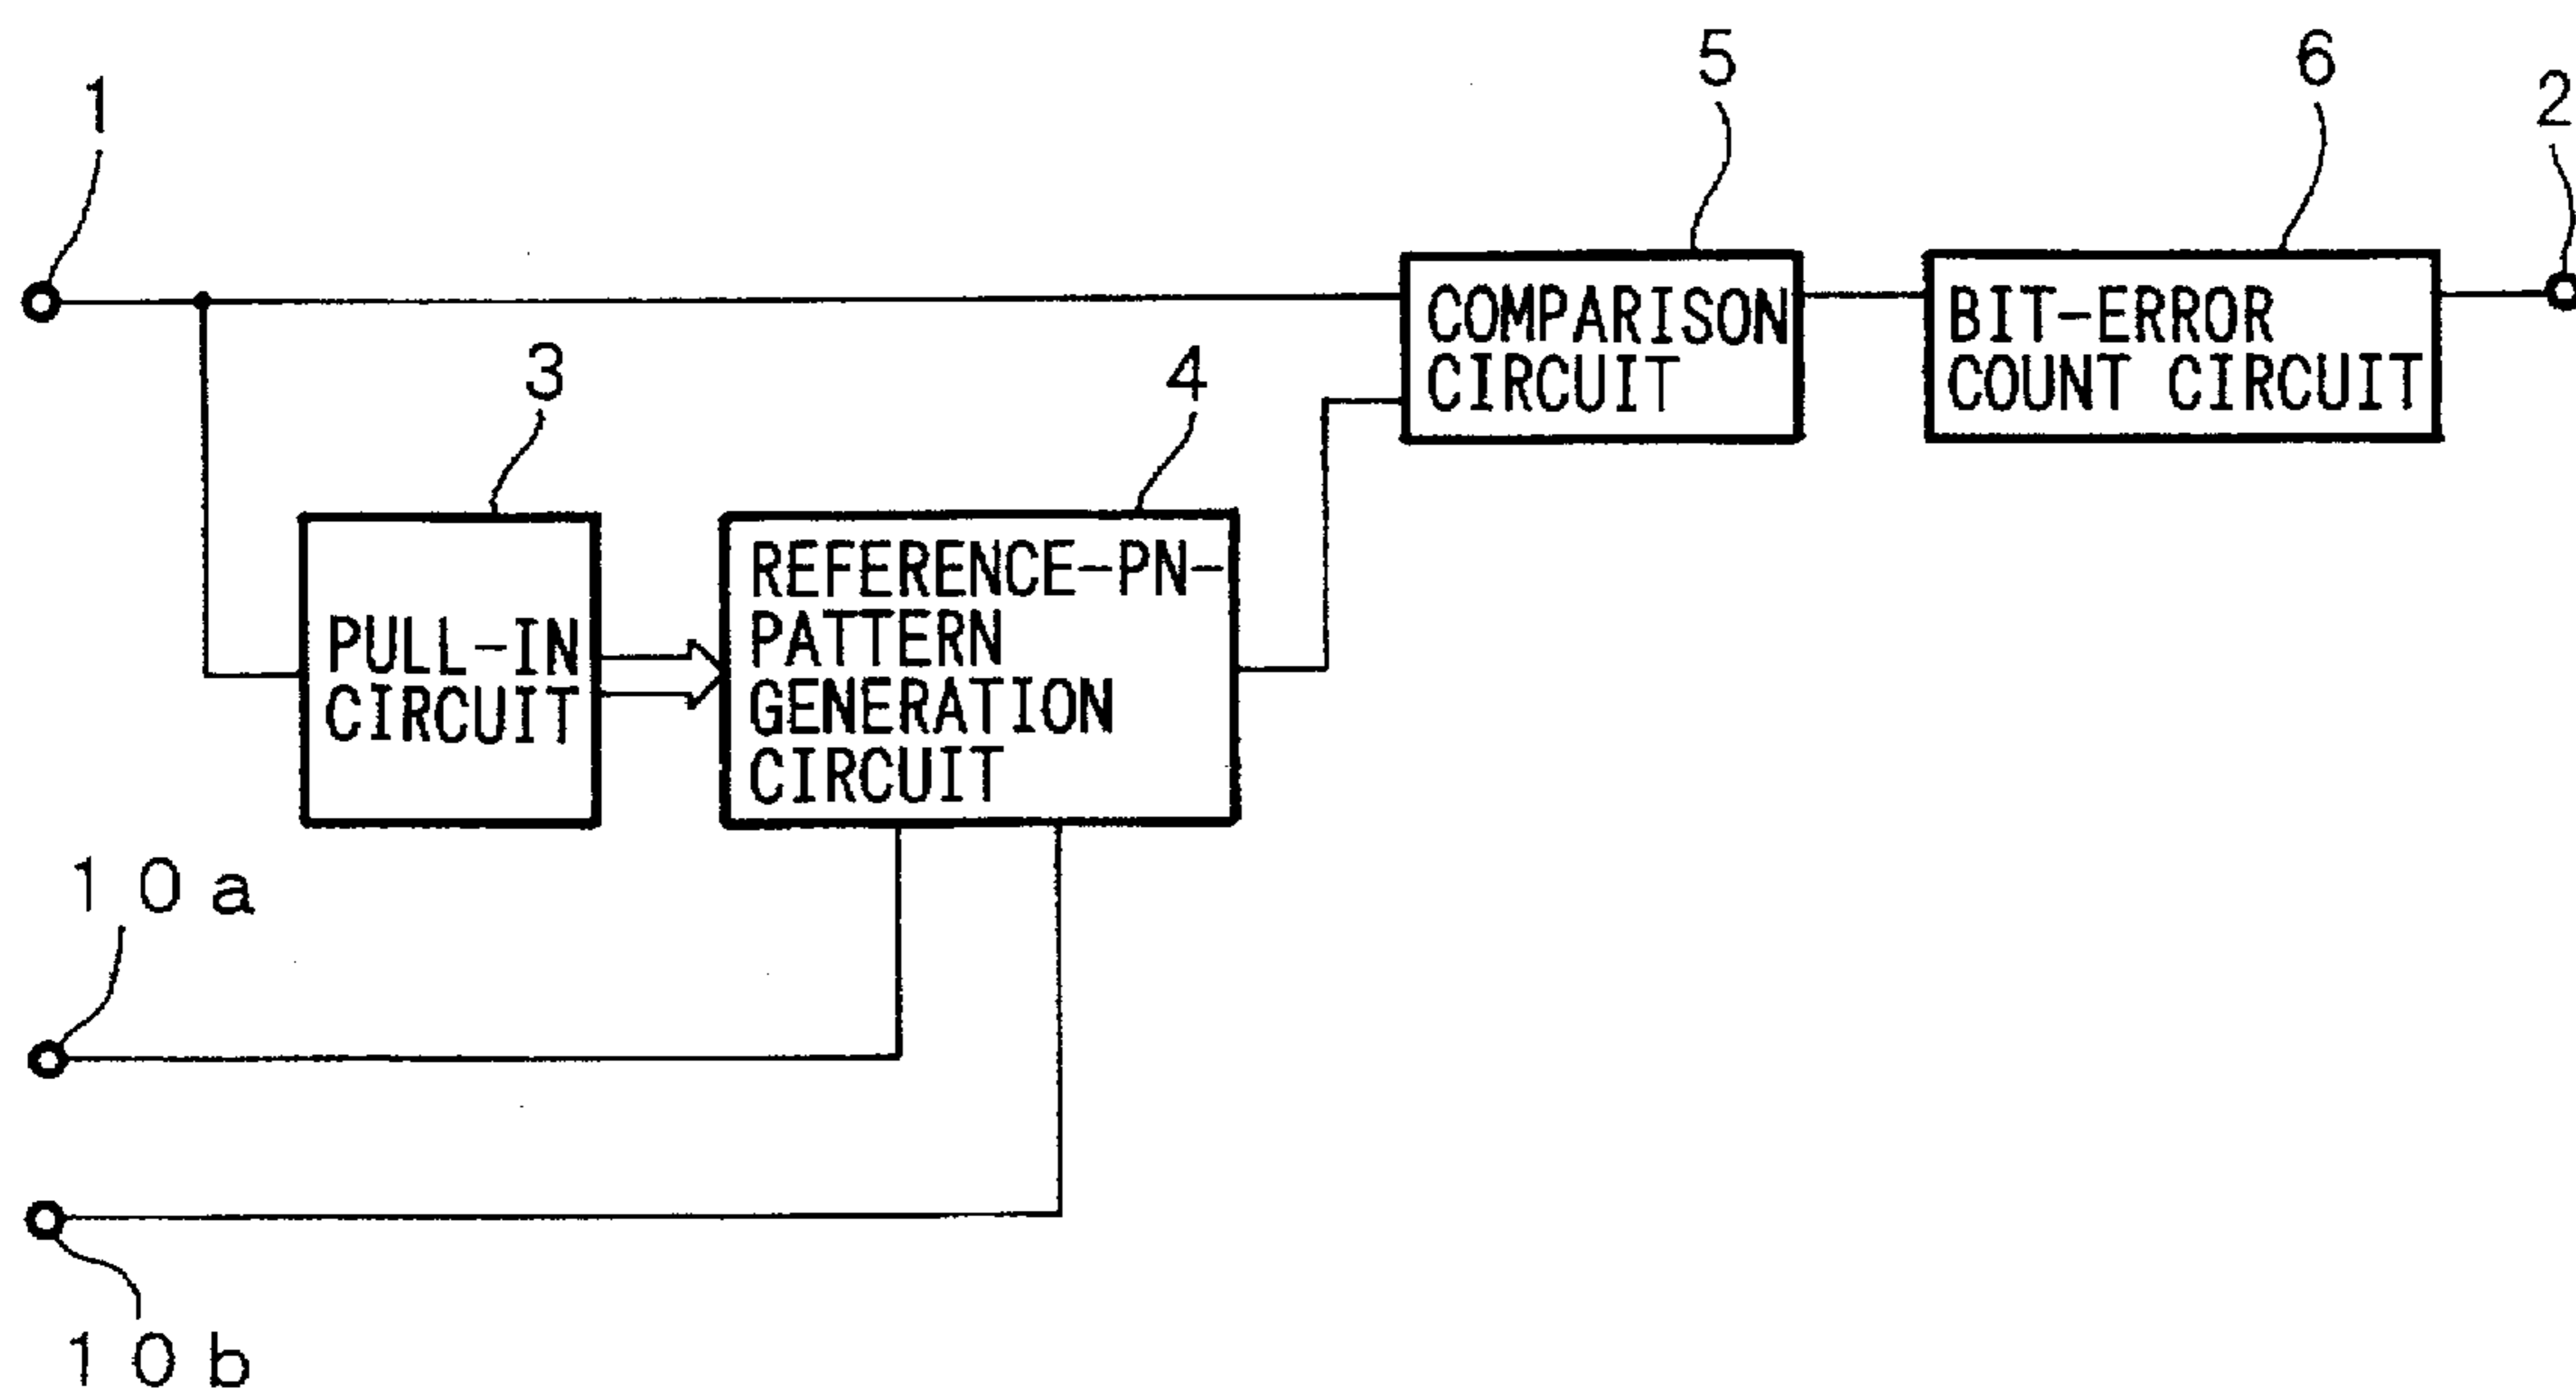 1
5
6
2
COMPARISON
CIRCUIT
BIT-ERROR
COUNT CIRCUIT
3
4
PULL-IN
CIRCUIT
REFERENCE-PN-
PATTERN
GENERATION
CIRCUIT
10a
10b